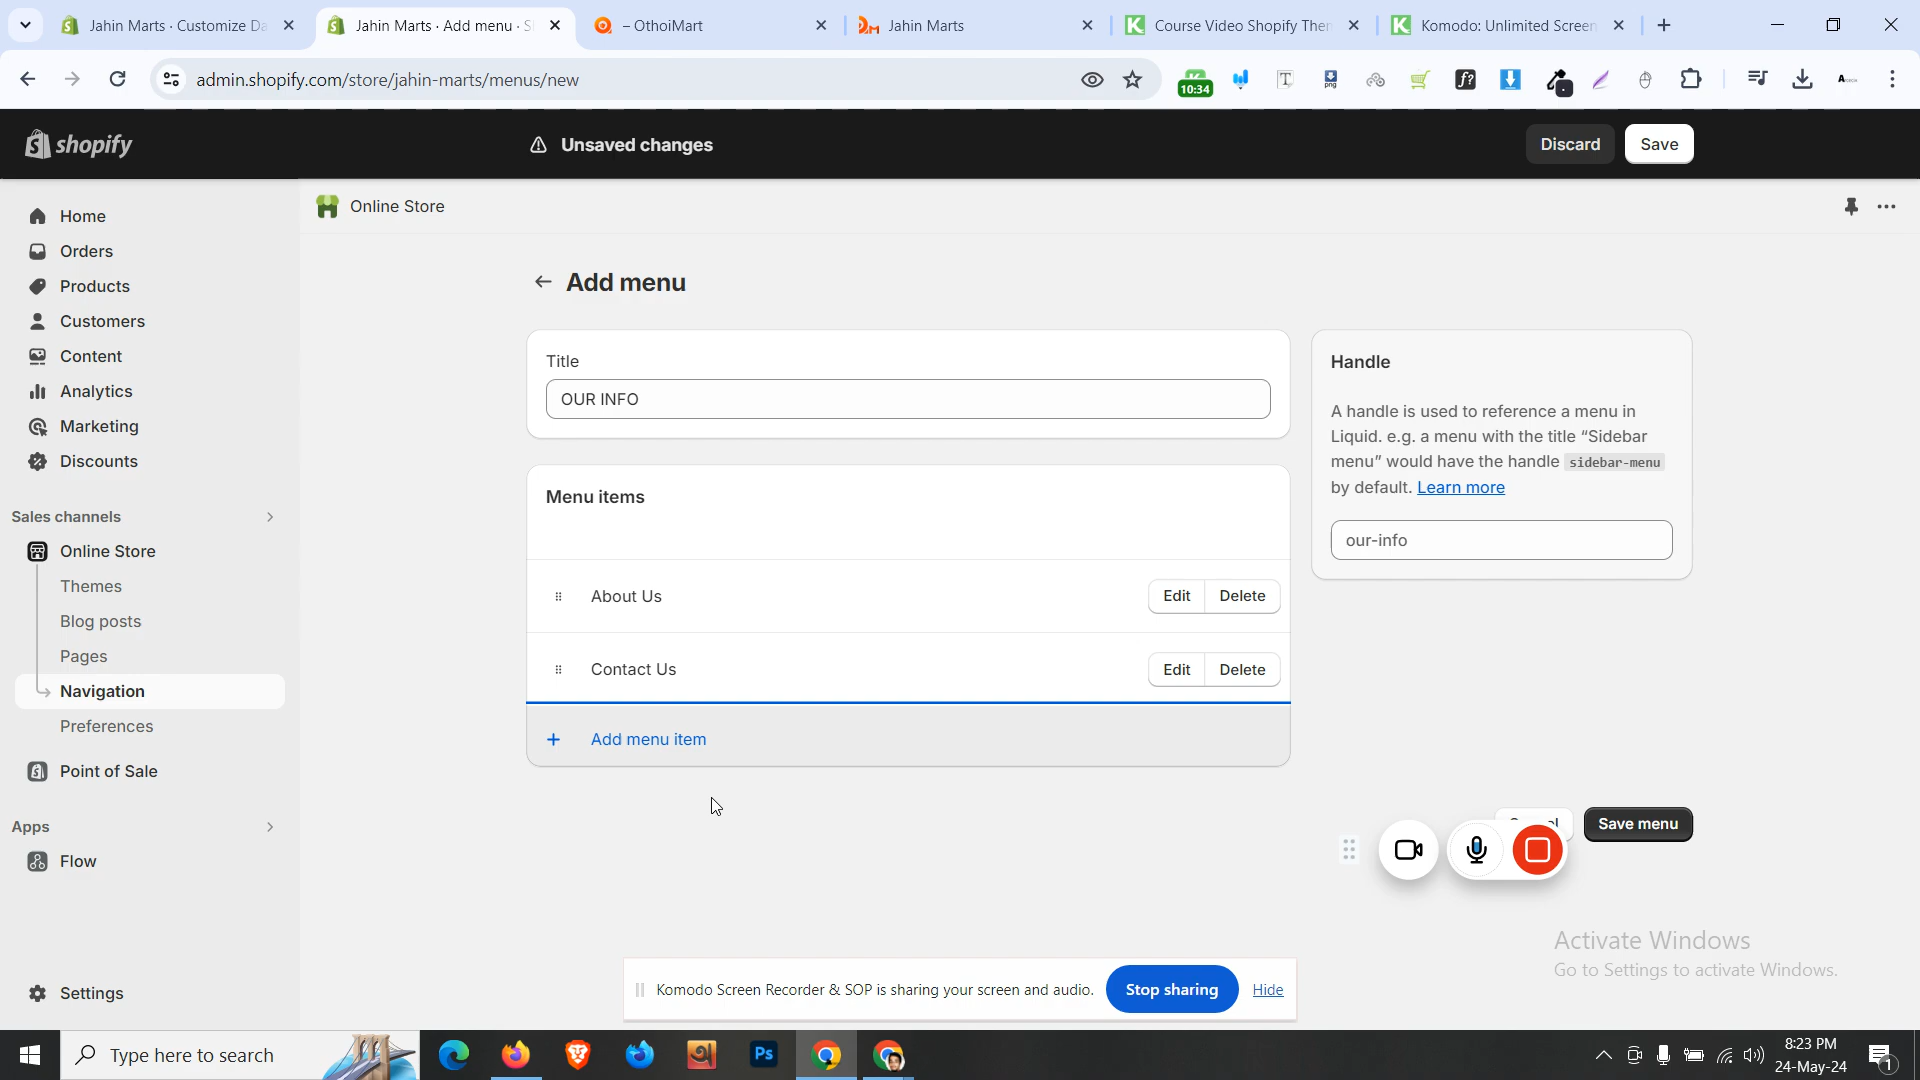 Jahin Marts · Customize Da
Jahin Marts · Add menu · S
– OthoiMart
Jahin Marts
Course Video Shopify Then
Komodo: Unlimited Screen
admin.shopify.com/store/jahin-marts/menus/new
10:34
shopify
Unsaved changes
Discard
Save
Home
Orders
Products
Customers
Content
Analytics
Marketing
Discounts
Sales channels
Online Store
Themes
Blog posts
Pages
Navigation
Preferences
Point of Sale
Apps
Flow
Settings
Online Store
Add menu
Title
OUR INFO
Menu items
About Us
Edit
Delete
Contact Us
Edit
Delete
Add menu item
Handle
A handle is used to reference a menu in
Liquid. e.g. a menu with the title “Sidebar
menu” would have the handle sidebar-menu
by default. Learn more
our-info
Save menu
Activate Windows
Go to Settings to activate Windows.
Komodo Screen Recorder & SOP is sharing your screen and audio.
Stop sharing
Hide
Type here to search
Ps
8:23 PM
24-May-24
1